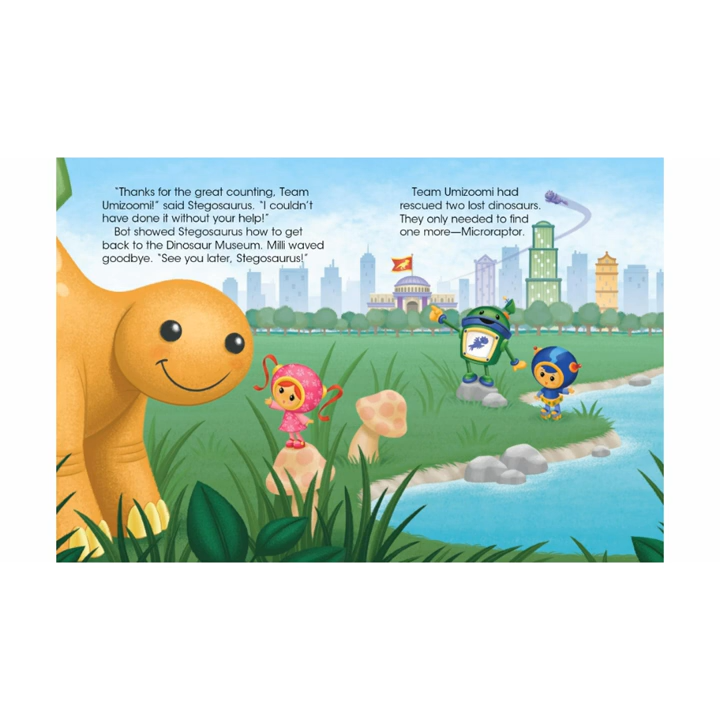 "Thanks for the great counting, Team
Umizoomi!" said Stegosaurus. "I couldn't
have done it without your help!"
Bot showed Stegosaurus how to get
back to the Dinosaur Museum. Milli waved
goodbye. "See you later, Stegosaurus!"
Team Umizoomi had
rescued two lost dinosaurs.
They only needed to find
one more—Microraptor.